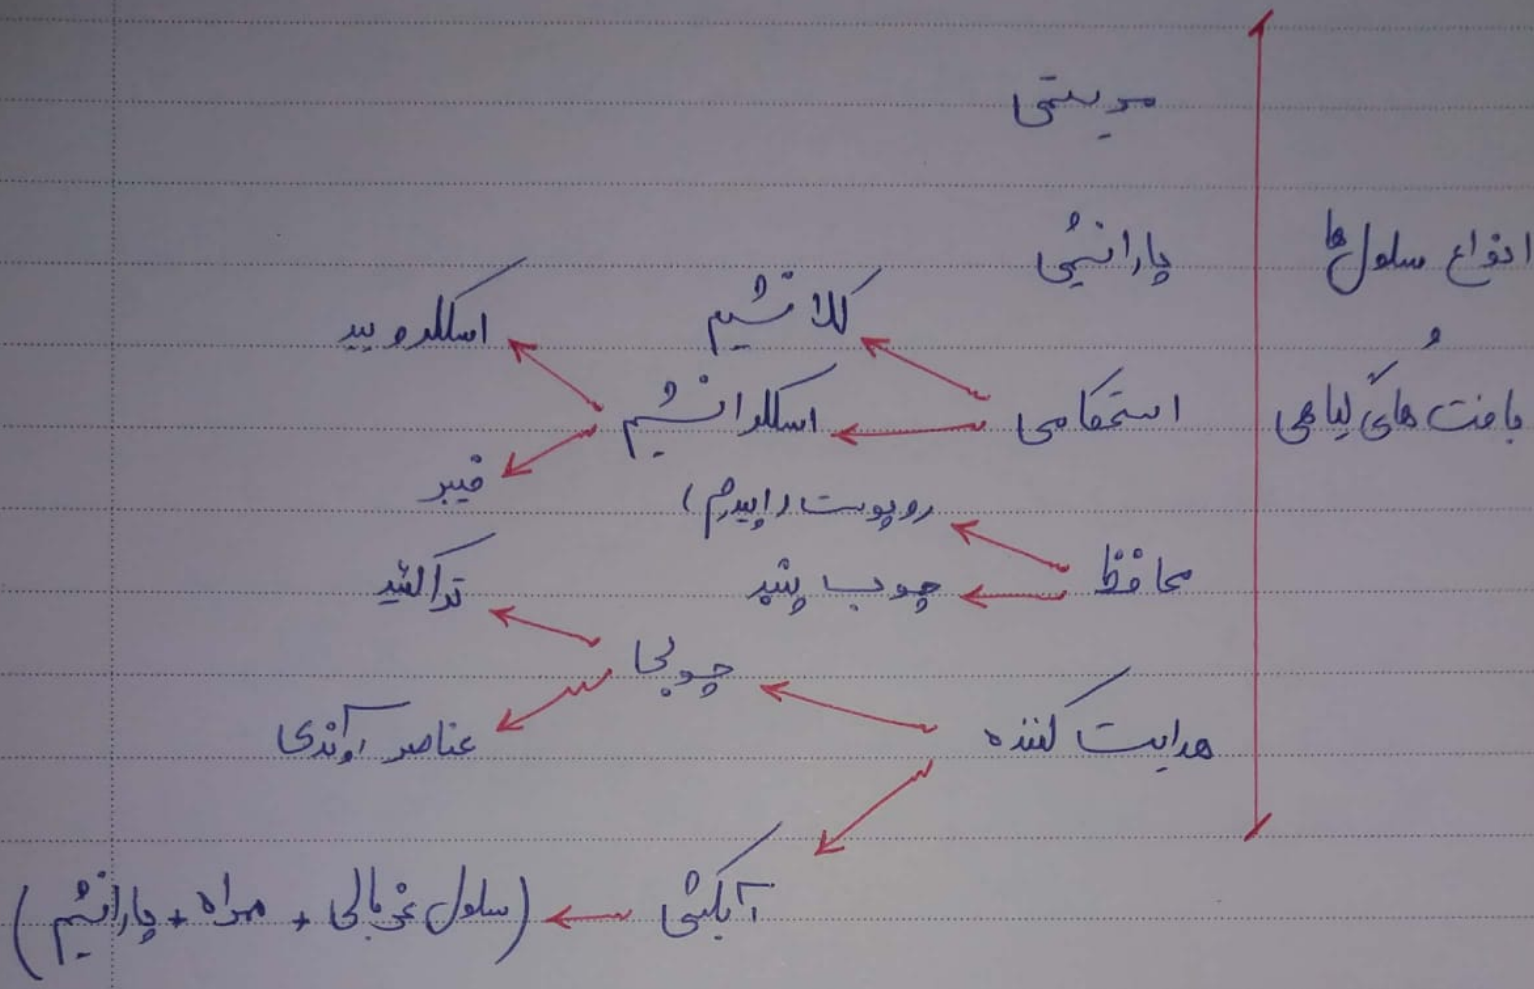 انواع سلول ها
و
بافت های گیاهی
مریستمی
پارانشیمی
استحکامی
کلانشیم
اسکلرانشیم
اسکلروئید
فیبر
محافظ
روپوست (اپیدرم)
چوب پنبه
هدایت کننده
چوبی
تراکئید
عناصر آوندی
آبکشی
(سلول غربالی + همراه + پارانشیم)